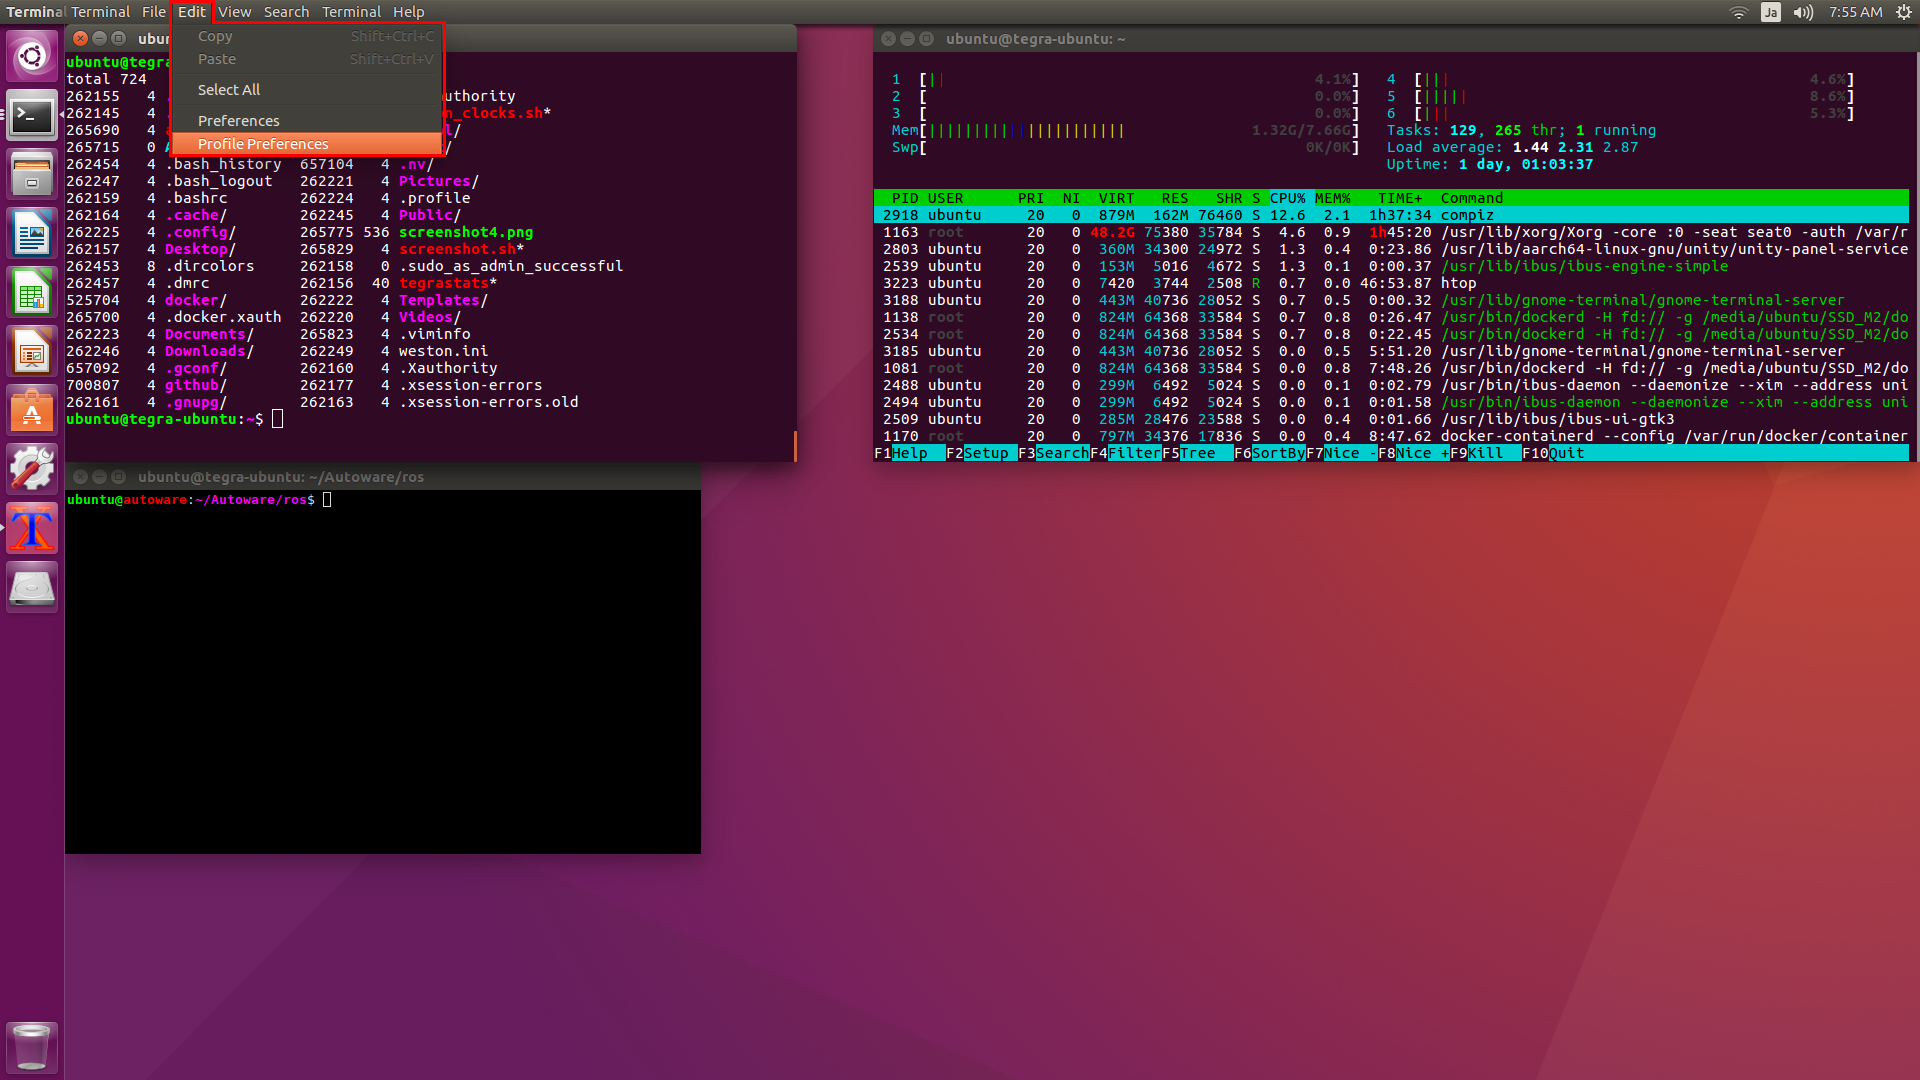 Terminal Terminal File Edit View Search Terminal Help
Ja 7:55 AM
Copy Shift+Ctrl+C
Paste Shift+Ctrl+V
Select All
Preferences
Profile Preferences
ubuntu@tegra
total 724
262155 4 uthority
262145 4 _clocks.sh*
265690 4 l/
265715 0 /
262454 4 .bash_history 657104 4 .nv/
262247 4 .bash_logout 262221 4 Pictures/
262159 4 .bashrc 262224 4 .profile
262164 4 .cache/ 262245 4 Public/
262225 4 .config/ 265775 536 screenshot4.png
262157 4 Desktop/ 265829 4 screenshot.sh*
262453 8 .dircolors 262158 0 .sudo_as_admin_successful
262457 4 .dmrc 262156 40 tegrastats*
525704 4 docker/ 262222 4 Templates/
265700 4 .docker.xauth 262220 4 Videos/
262223 4 Documents/ 265823 4 .viminfo
262246 4 Downloads/ 262249 4 weston.ini
657092 4 .gconf/ 262160 4 .Xauthority
700807 4 github/ 262177 4 .xsession-errors
262161 4 .gnupg/ 262163 4 .xsession-errors.old
ubuntu@tegra-ubuntu:~$
ubuntu@tegra-ubuntu: ~/Autoware/ros
ubuntu@autoware:~/Autoware/ros$
ubuntu@tegra-ubuntu: ~
1 [|| 4.1%] 4 [||| 4.6%]
2 [ 0.0%] 5 [||||| 8.6%]
3 [ 0.0%] 6 [||| 5.3%]
Mem[|||||||||||||||||||||| 1.32G/7.66G] Tasks: 129, 265 thr; 1 running
Swp[ 0K/0K] Load average: 1.44 2.31 2.87
Uptime: 1 day, 01:03:37
PID USER PRI NI VIRT RES SHR S CPU% MEM% TIME+ Command
2918 ubuntu 20 0 879M 162M 76460 S 12.6 2.1 1h37:34 compiz
1163 root 20 0 48.2G 75380 35784 S 4.6 0.9 1h45:20 /usr/lib/xorg/Xorg -core :0 -seat seat0 -auth /var/r
2803 ubuntu 20 0 360M 34300 24972 S 1.3 0.4 0:23.86 /usr/lib/aarch64-linux-gnu/unity/unity-panel-service
2539 ubuntu 20 0 153M 5016 4672 S 1.3 0.1 0:00.37 /usr/lib/ibus/ibus-engine-simple
3223 ubuntu 20 0 7420 3744 2508 R 0.7 0.0 46:53.87 htop
3188 ubuntu 20 0 443M 40736 28052 S 0.7 0.5 0:00.32 /usr/lib/gnome-terminal/gnome-terminal-server
1138 root 20 0 824M 64368 33584 S 0.7 0.8 0:26.47 /usr/bin/dockerd -H fd:// -g /media/ubuntu/SSD_M2/do
2534 root 20 0 824M 64368 33584 S 0.7 0.8 0:22.45 /usr/bin/dockerd -H fd:// -g /media/ubuntu/SSD_M2/do
3185 ubuntu 20 0 443M 40736 28052 S 0.0 0.5 5:51.20 /usr/lib/gnome-terminal/gnome-terminal-server
1081 root 20 0 824M 64368 33584 S 0.0 0.8 7:48.26 /usr/bin/dockerd -H fd:// -g /media/ubuntu/SSD_M2/do
2488 ubuntu 20 0 299M 6492 5024 S 0.0 0.1 0:02.79 /usr/bin/ibus-daemon --daemonize --xim --address uni
2494 ubuntu 20 0 299M 6492 5024 S 0.0 0.1 0:01.58 /usr/bin/ibus-daemon --daemonize --xim --address uni
2509 ubuntu 20 0 285M 28476 23588 S 0.0 0.4 0:01.66 /usr/lib/ibus/ibus-ui-gtk3
1170 root 20 0 797M 34376 17836 S 0.0 0.4 8:47.62 docker-containerd --config /var/run/docker/container
F1Help F2Setup F3SearchF4FilterF5Tree F6SortByF7Nice -F8Nice +F9Kill F10Quit